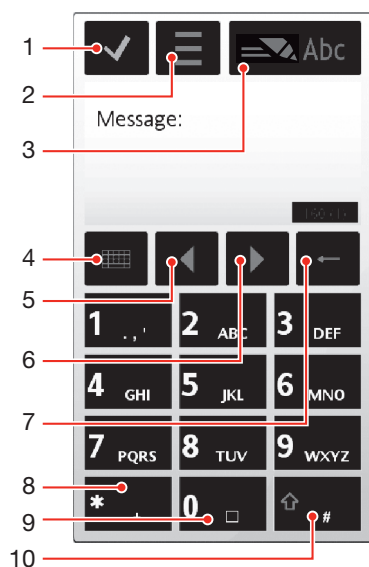 1
Abc
2
3
Message:
4
5
1 . , '
2 ABC
3 DEF
6
4 GHI
5 JKL
6 MNO
7
7 PQRS
8 TUV
9 WXYZ
8
* +
0
#
9
10